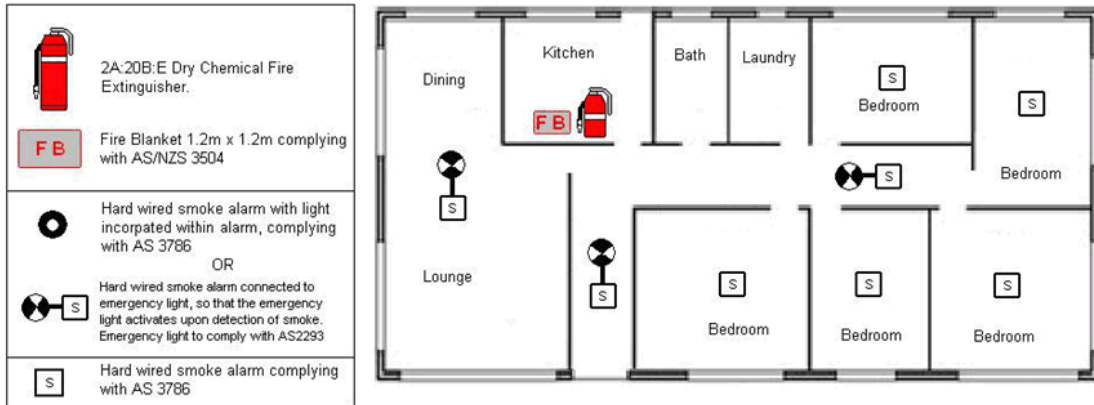 2A:20B:E Dry Chemical Fire
Extinguisher.
F B
Fire Blanket 1.2m x 1.2m complying
with AS/NZS 3504
Hard wired smoke alarm with light
incorpated within alarm, complying
with AS 3786
OR
Hard wired smoke alarm connected to
emergency light, so that the emergency
light activates upon detection of smoke.
Emergency light to comply with AS2293
S
Hard wired smoke alarm complying
with AS 3786
S
Kitchen
Bath
Laundry
Dining
S
Bedroom
S
F B
Bedroom
S
S
Lounge
S
S
S
S
Bedroom
Bedroom
Bedroom